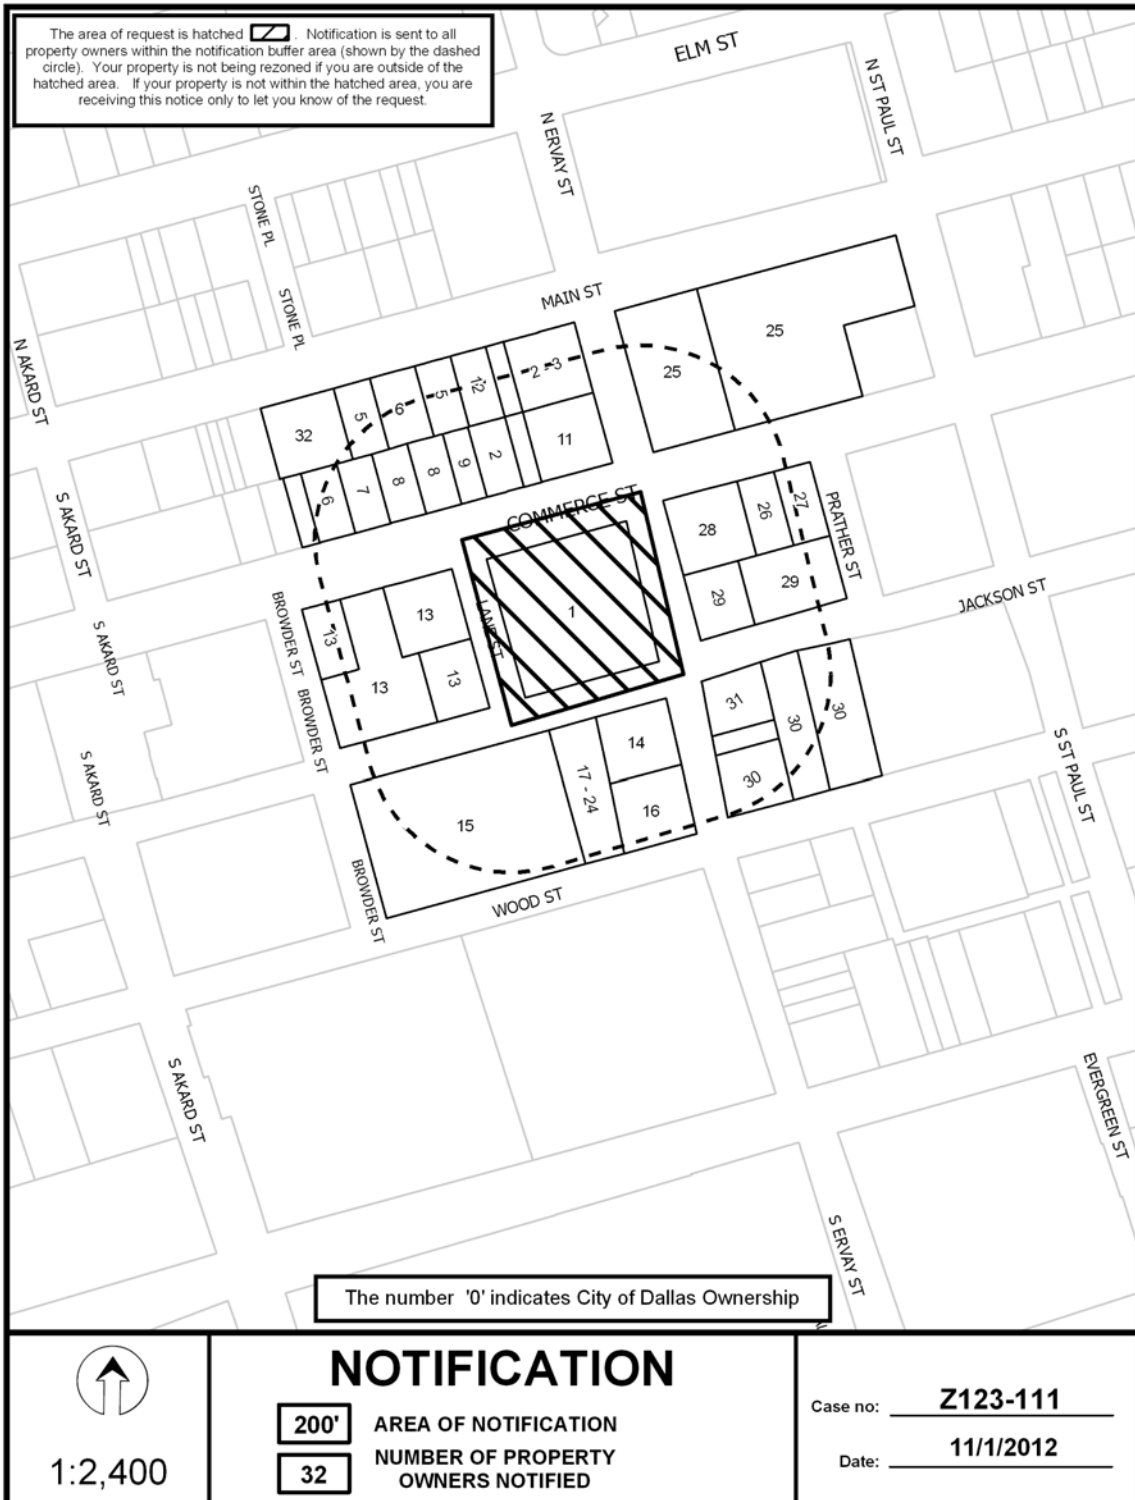 The area of request is hatched . Notification is sent to all
property owners within the notification buffer area (shown by the dashed
circle). Your property is not being rezoned if you are outside of the
hatched area. If your property is not within the hatched area, you are
receiving this notice only to let you know of the request.
ELM ST
N ST PAUL ST
N ERVAY ST
STONE PL
STONE PL
MAIN ST
N AKARD ST
25
25
2 - 3
12
5
6
5
32
11
2
9
8
8
7
6
S AKARD ST
COMMERCE ST
28
26
27
PRATHER ST
29
29
JACKSON ST
1
LANE ST
13
13
13
13
BROWDER ST
S AKARD ST
BROWDER ST
31
30
30
30
S AKARD ST
S ST PAUL ST
14
17 - 24
16
15
BROWDER ST
WOOD ST
S AKARD ST
EVERGREEN ST
S ERVAY ST
The number '0' indicates City of Dallas Ownership
1:2,400
NOTIFICATION
200' AREA OF NOTIFICATION
32 NUMBER OF PROPERTY
OWNERS NOTIFIED
Case no: Z123-111
Date: 11/1/2012